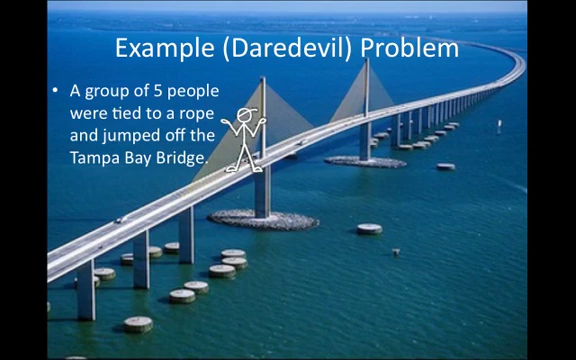 Example (Daredevil) Problem
• A group of 5 people
were tied to a rope
and jumped off the
Tampa Bay Bridge.